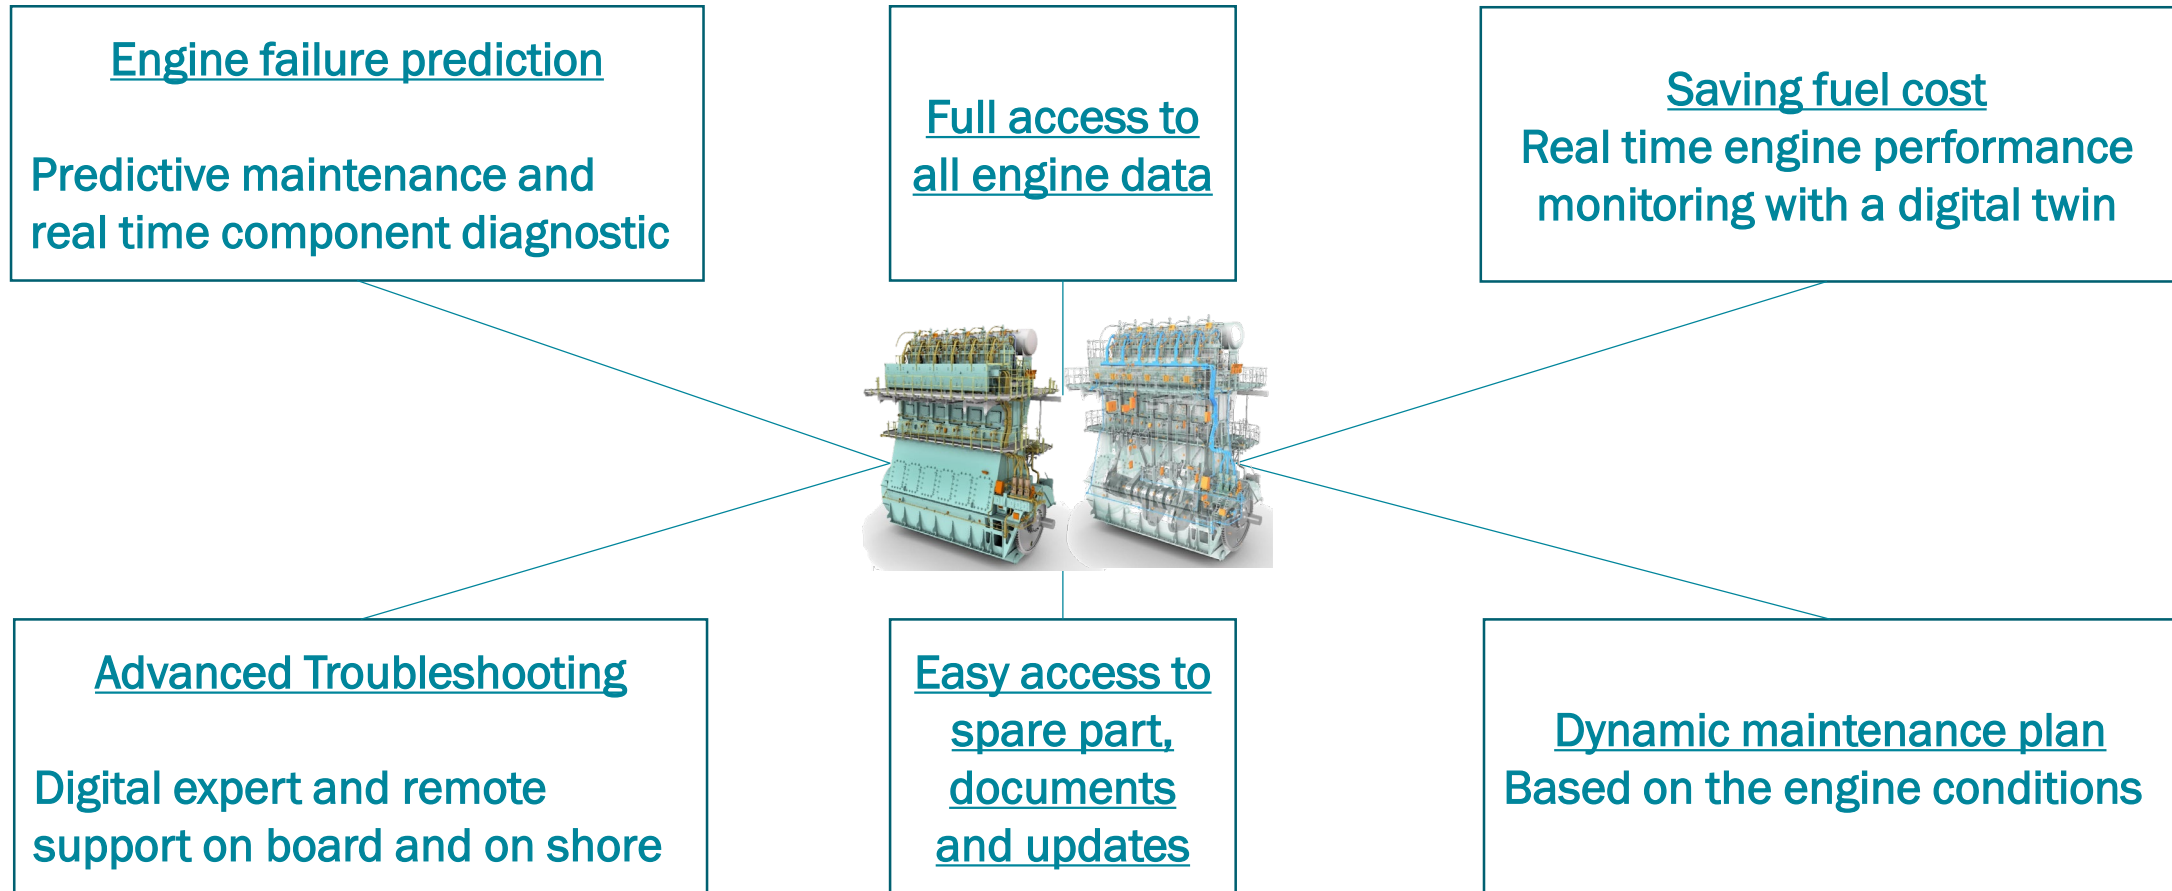 Engine failure prediction
Predictive maintenance and
real time component diagnostic
Full access to
all engine data
Saving fuel cost
Real time engine performance
monitoring with a digital twin
Advanced Troubleshooting
Digital expert and remote
support on board and on shore
Easy access to
spare part,
documents
and updates
Dynamic maintenance plan
Based on the engine conditions